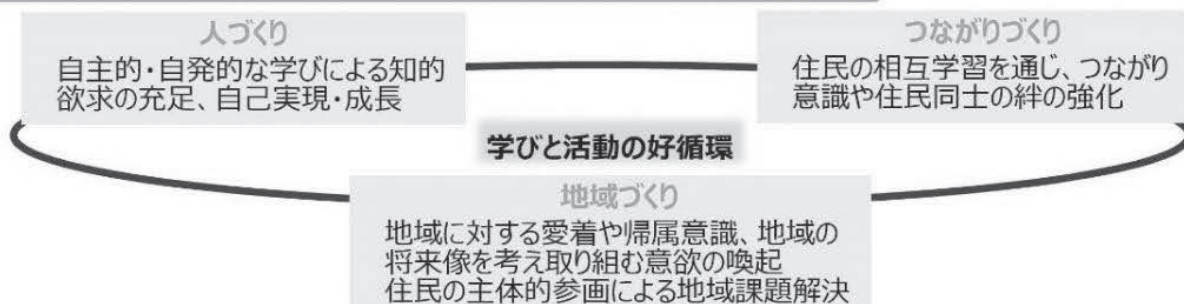 人づくり
自主的・自発的な学びによる知的
欲求の充足、自己実現・成長
つながりづくり
住民の相互学習を通じ、つながり
意識や住民同士の絆の強化
学びと活動の好循環
地域づくり
地域に対する愛着や帰属意識、地域の
将来像を考え取り組む意欲の喚起
住民の主体的参画による地域課題解決